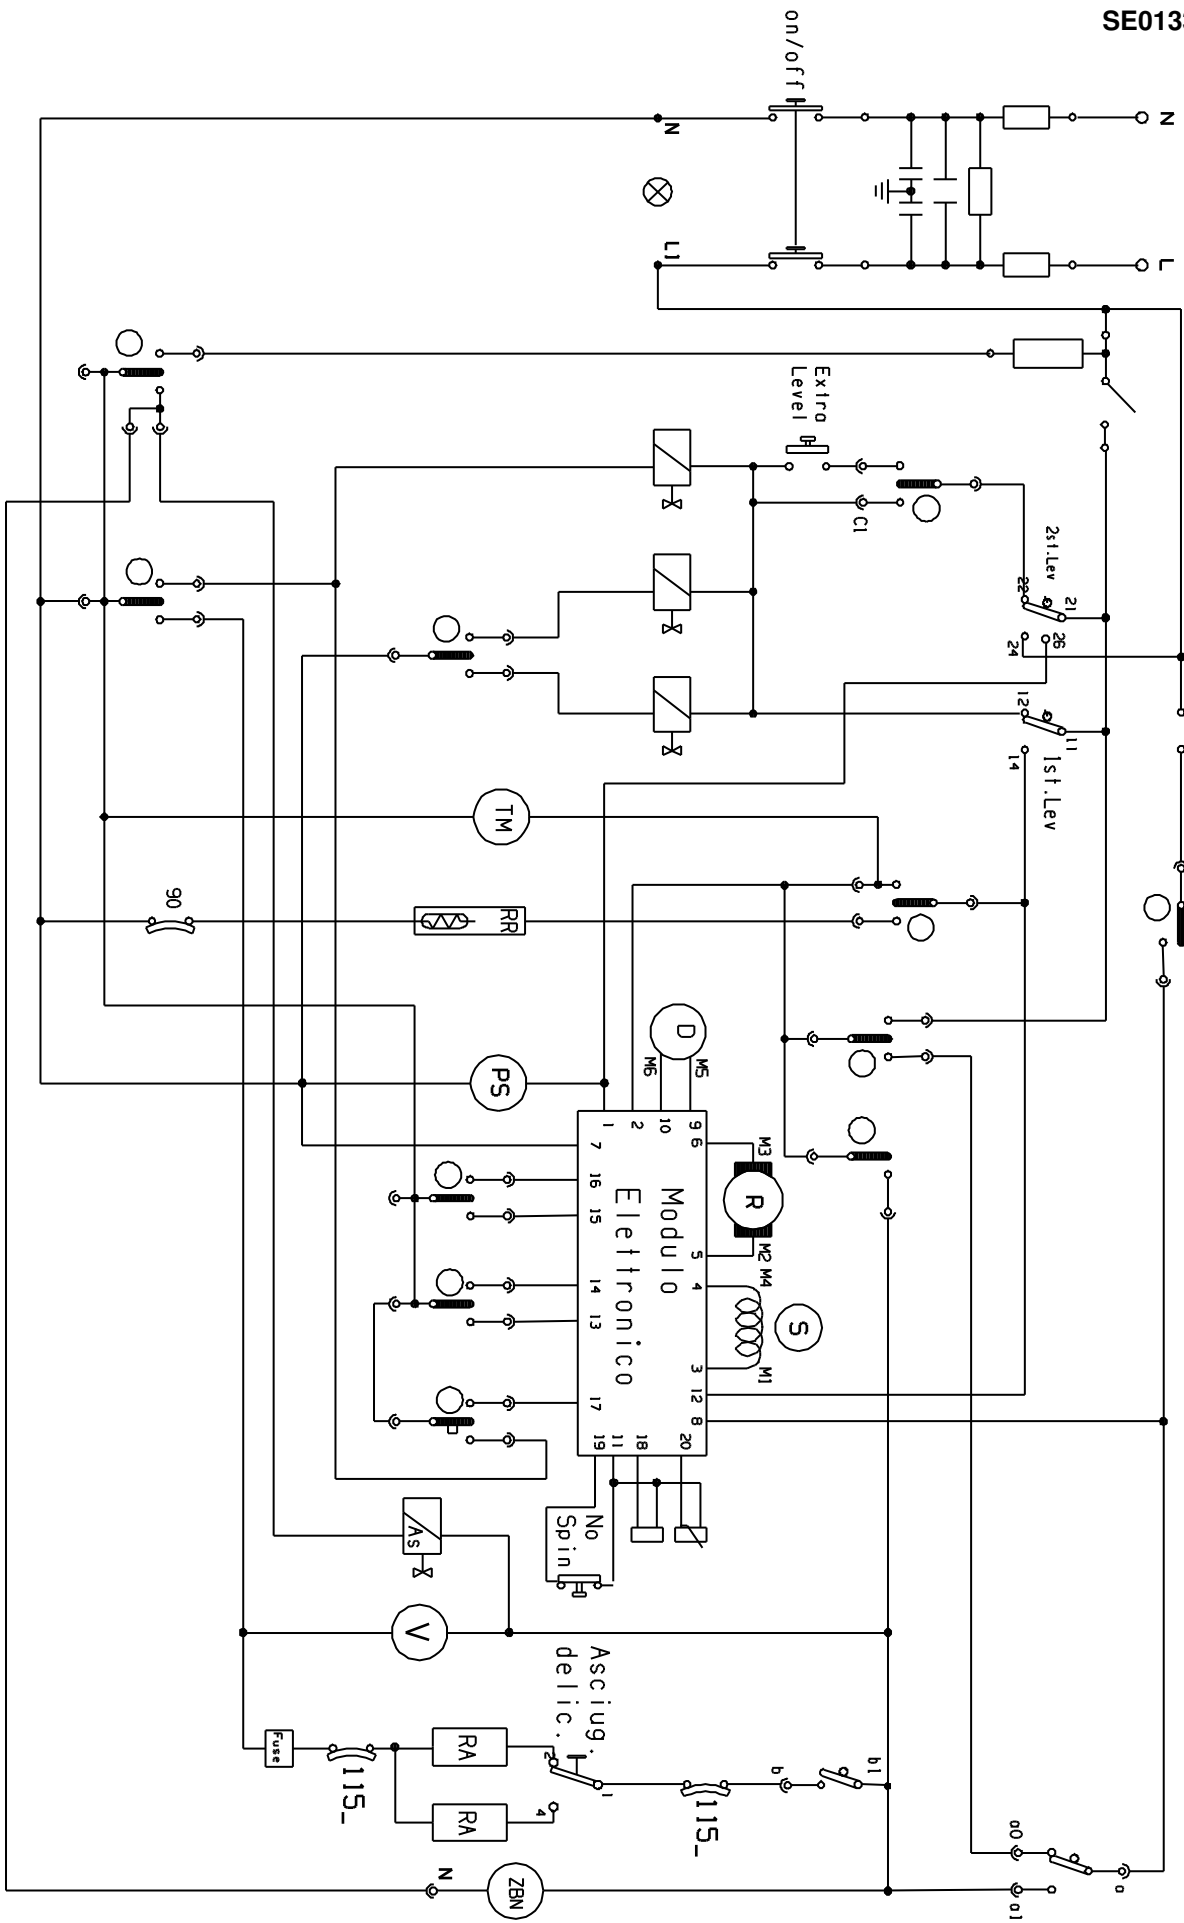 SE013
on/off
N
N
L1
L
Extra
Level
C1
2st.Lev
22
21
24
26
12
11
14
1st.Lev
TM
90
RR
D
M6
M5
PS
1
2
10
9
7
6
M3
16
15
R
Modulo
Elettronico
5
M2
M4
14
4
13
S
3
M1
12
17
8
19
11
18
20
No
Spin
As
V
Asciug.
delic.
Fuse
115_
RA
RA
2
1
4
115_
b
b1
a0
a
a1
N
ZBN